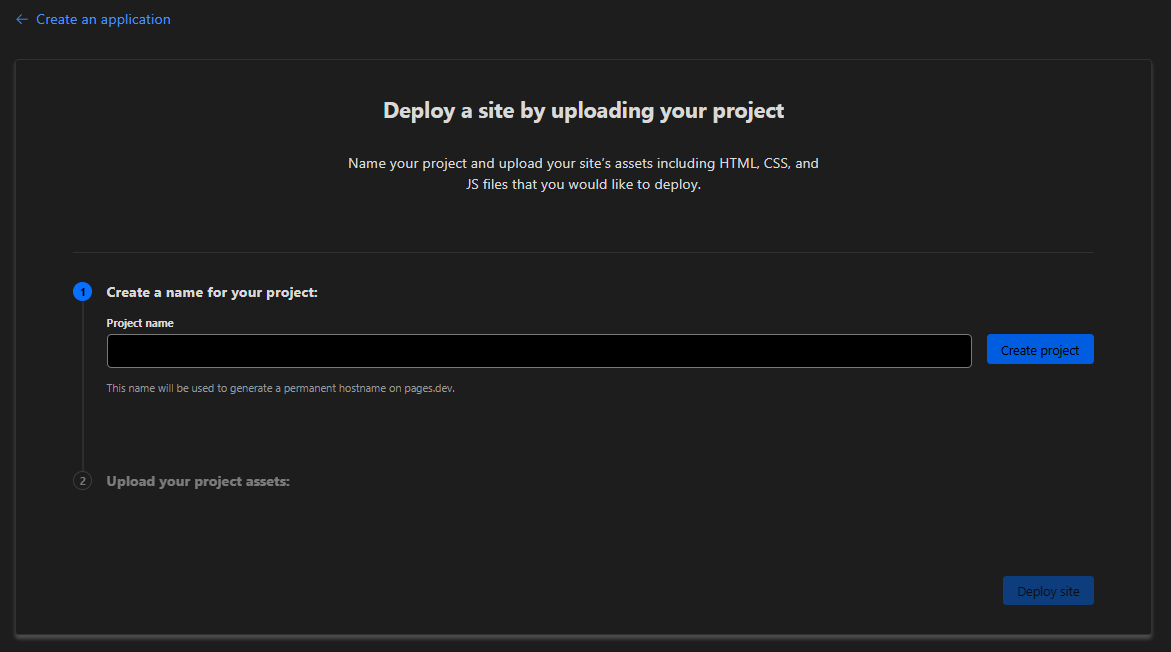 ← Create an application
Deploy a site by uploading your project
Name your project and upload your site's assets including HTML, CSS, and
JS files that you would like to deploy.
1 Create a name for your project:
Project name
Create project
This name will be used to generate a permanent hostname on pages.dev.
2 Upload your project assets:
Deploy site